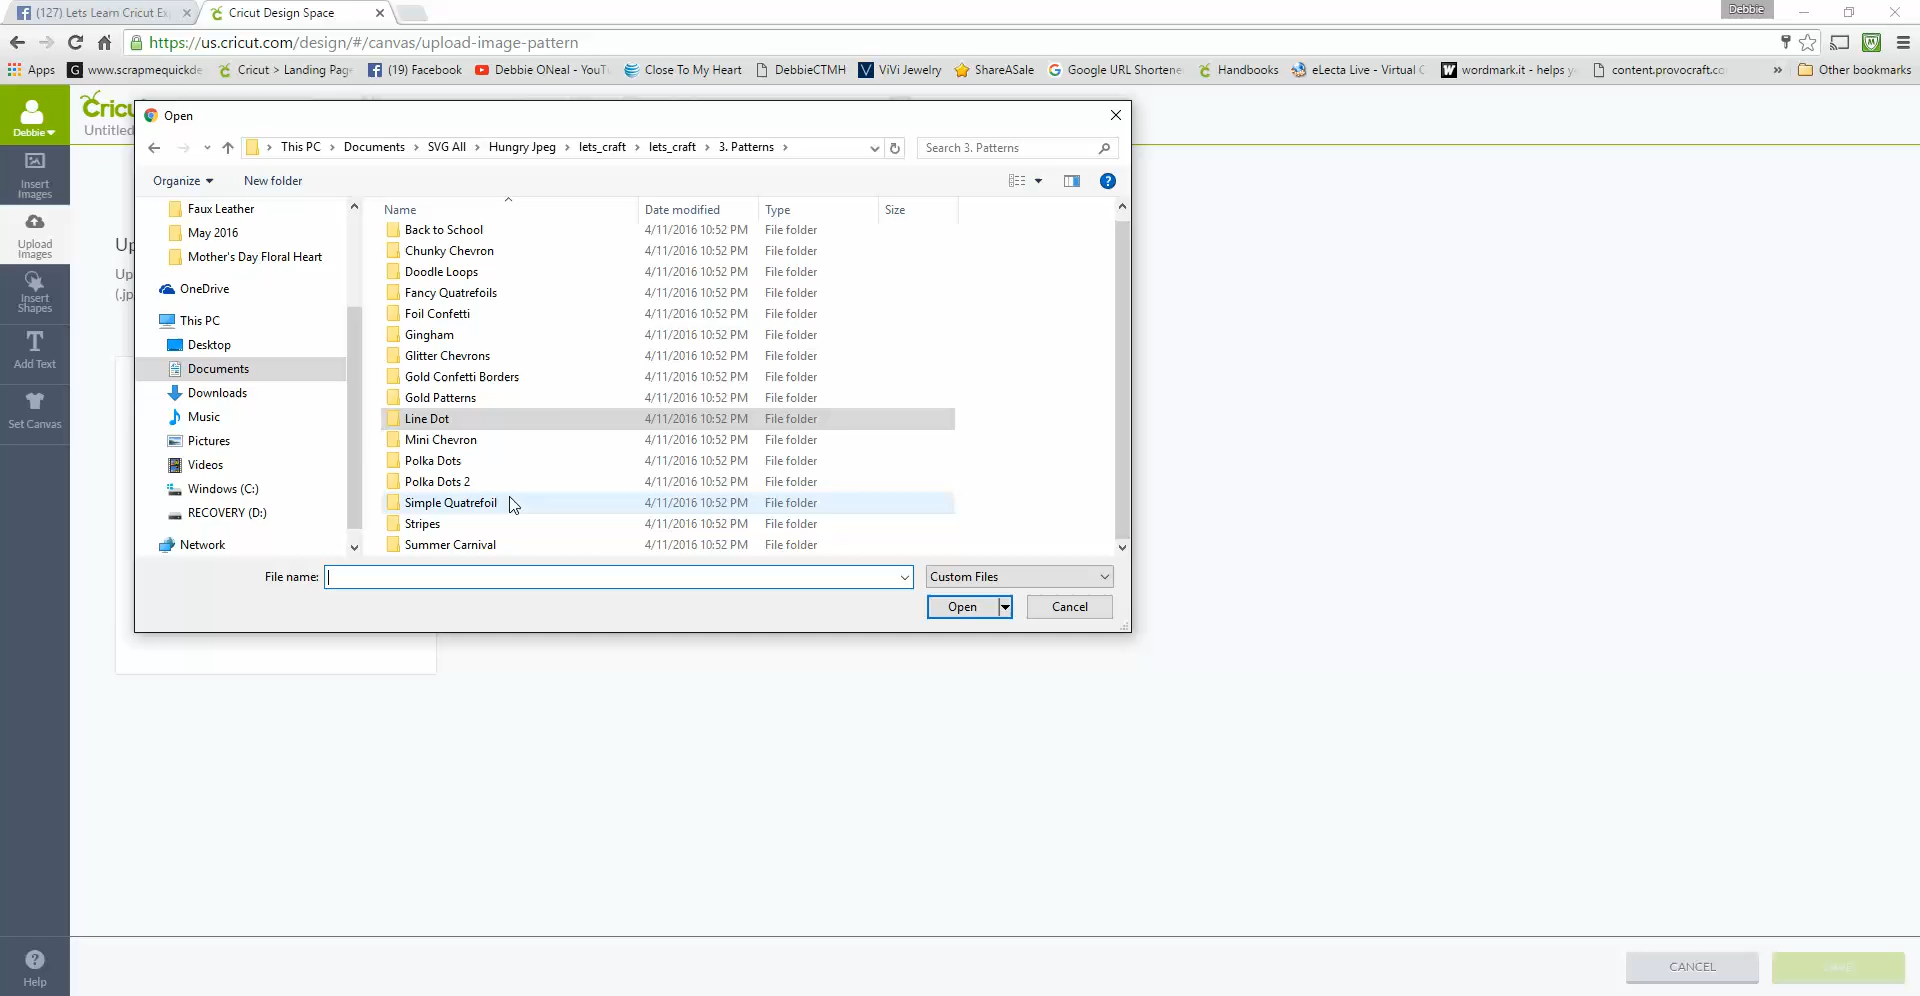 (127) Lets Learn Cricut Ex
Cricut Design Space
Debbie
https://us.cricut.com/design/#/canvas/upload-image-pattern
Apps
www.scrapmequickde
Cricut > Landing Pag
(19) Facebook
Debbie ONeal - YouT
Close To My Heart
DebbieCTMH
ViVi Jewelry
ShareASale
Google URL Shortene
Handbooks
eLecta Live - Virtual C
wordmark.it - helps y
content.provocraft.co
»
Other bookmarks
Debbie
Cricu
Untitled
Insert
Images
Upload
Images
Insert
Shapes
Add Text
Set Canvas
Help
Up
Up
(.jp
Open
This PC > Documents > SVG All > Hungry Jpeg > lets_craft > lets_craft > 3. Patterns >
Search 3. Patterns
Organize
New folder
Faux Leather
May 2016
Mother's Day Floral Heart
OneDrive
This PC
Desktop
Documents
Downloads
Music
Pictures
Videos
Windows (C:)
RECOVERY (D:)
Network
Name Date modified Type Size
Back to School 4/11/2016 10:52 PM File folder
Chunky Chevron 4/11/2016 10:52 PM File folder
Doodle Loops 4/11/2016 10:52 PM File folder
Fancy Quatrefoils 4/11/2016 10:52 PM File folder
Foil Confetti 4/11/2016 10:52 PM File folder
Gingham 4/11/2016 10:52 PM File folder
Glitter Chevrons 4/11/2016 10:52 PM File folder
Gold Confetti Borders 4/11/2016 10:52 PM File folder
Gold Patterns 4/11/2016 10:52 PM File folder
Line Dot 4/11/2016 10:52 PM File folder
Mini Chevron 4/11/2016 10:52 PM File folder
Polka Dots 4/11/2016 10:52 PM File folder
Polka Dots 2 4/11/2016 10:52 PM File folder
Simple Quatrefoil 4/11/2016 10:52 PM File folder
Stripes 4/11/2016 10:52 PM File folder
Summer Carnival 4/11/2016 10:52 PM File folder
File name:
Custom Files
Open
Cancel
CANCEL